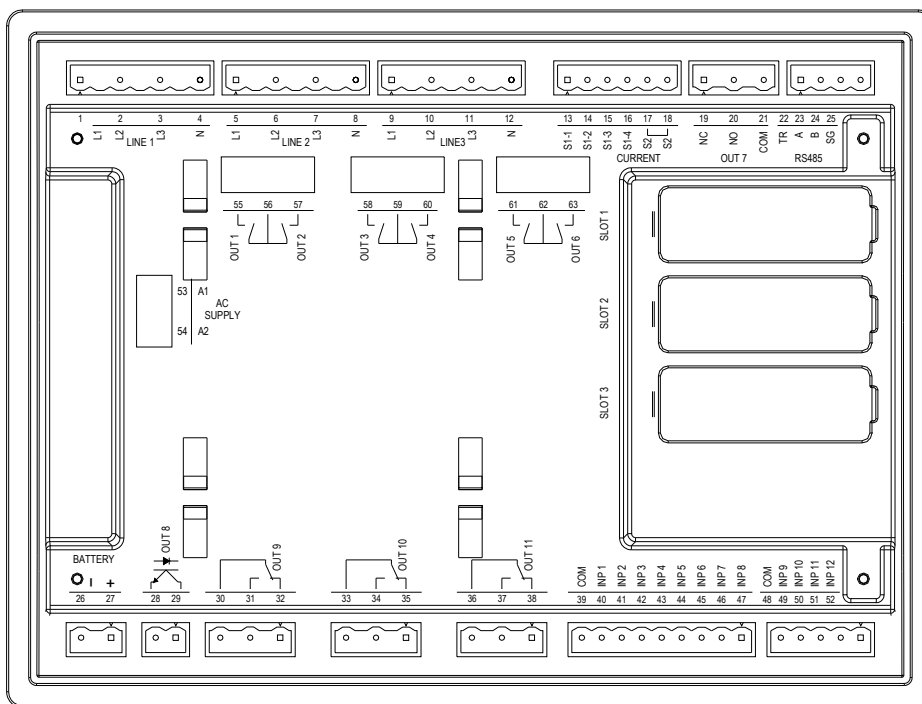 1 2 3 4 5 6 7 8 9 10 11 12 13 14 15 16 17 18 19 20 21 22 23 24 25
L1 L2 L3 N L1 L2 L3 N L1 L2 L3 N S1-1 S1-2 S1-3 S1-4 S2 S2 NC NO COM TR A B SG
LINE 1 LINE 2 LINE3 CURRENT OUT 7 RS485
55 56 57 58 59 60 61 62 63
OUT 1 OUT 2 OUT 3 OUT 4 OUT 5 OUT 6
SLOT 1
53 A1
AC
SUPPLY
54 A2
SLOT 2
SLOT 3
OUT 8 OUT 9 OUT 10 OUT 11
BATTERY
– + COM INP 1 INP 2 INP 3 INP 4 INP 5 INP 6 INP 7 INP 8 COM INP 9 INP 10 INP 11 INP 12
26 27 28 29 30 31 32 33 34 35 36 37 38 39 40 41 42 43 44 45 46 47 48 49 50 51 52